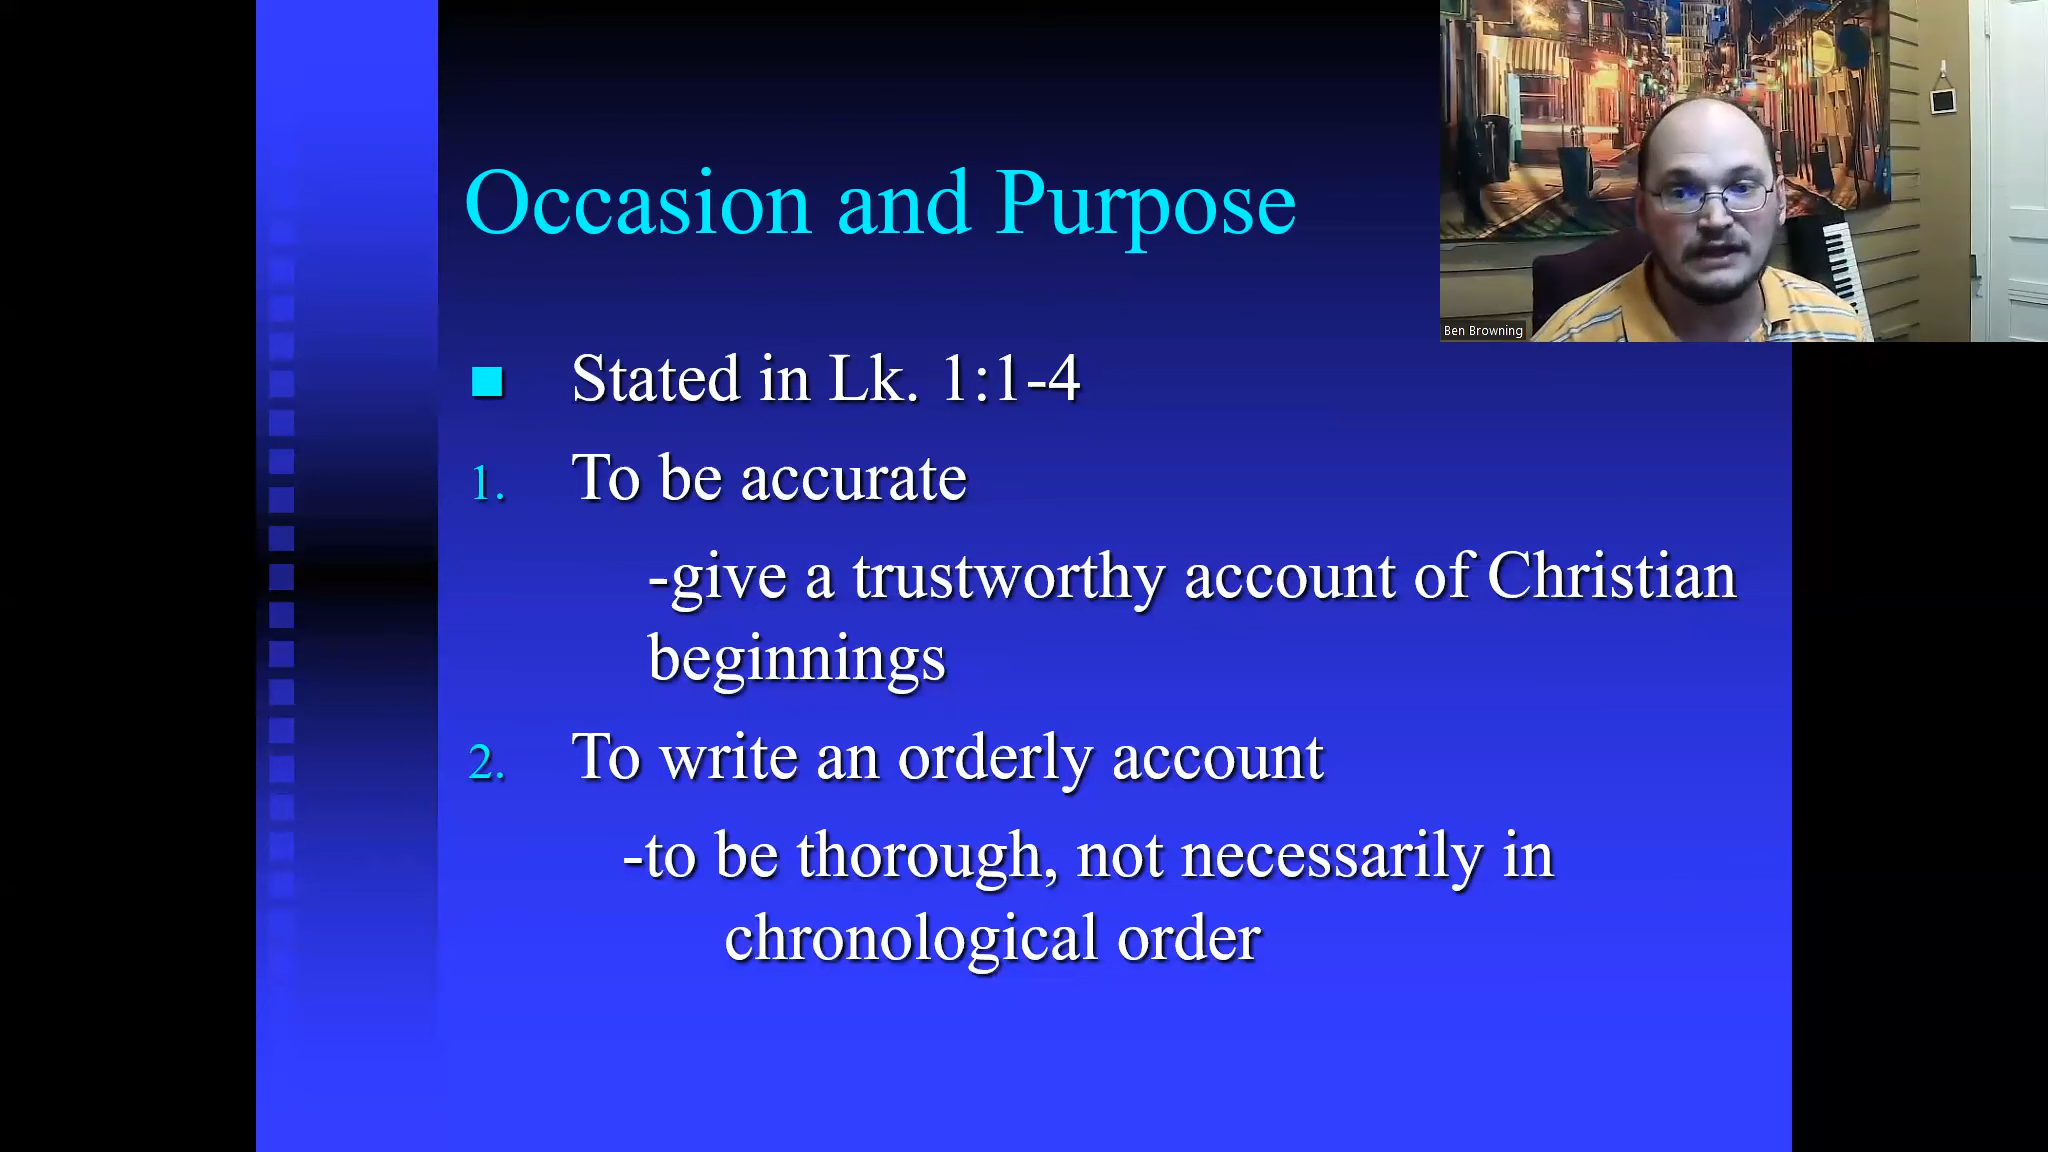 Occasion and Purpose
Ben Browning
Stated in Lk. 1:1-4
1. To be accurate
-give a trustworthy account of Christian
beginnings
2. To write an orderly account
-to be thorough, not necessarily in
chronological order